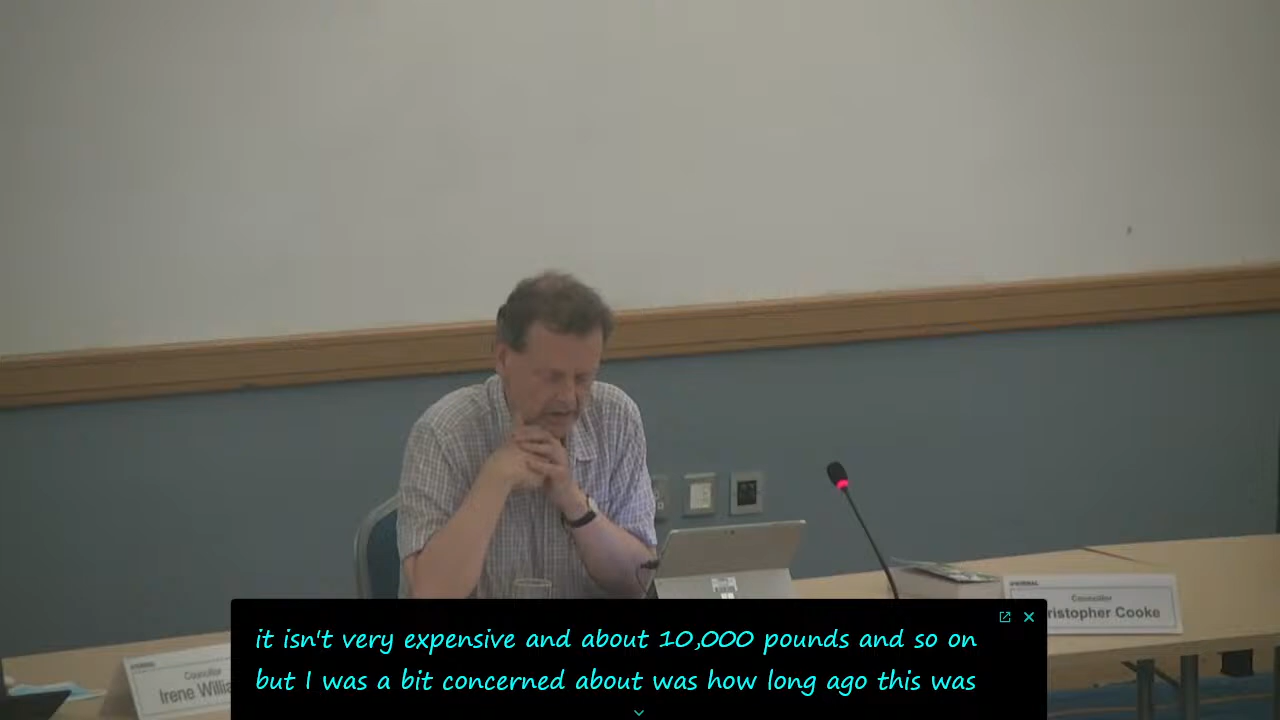 it isn't very expensive and about 10,000 pounds and so on
but I was a bit concerned about was how long ago this was
Councillor
Irene Willia
Councillor
ristopher Cooke